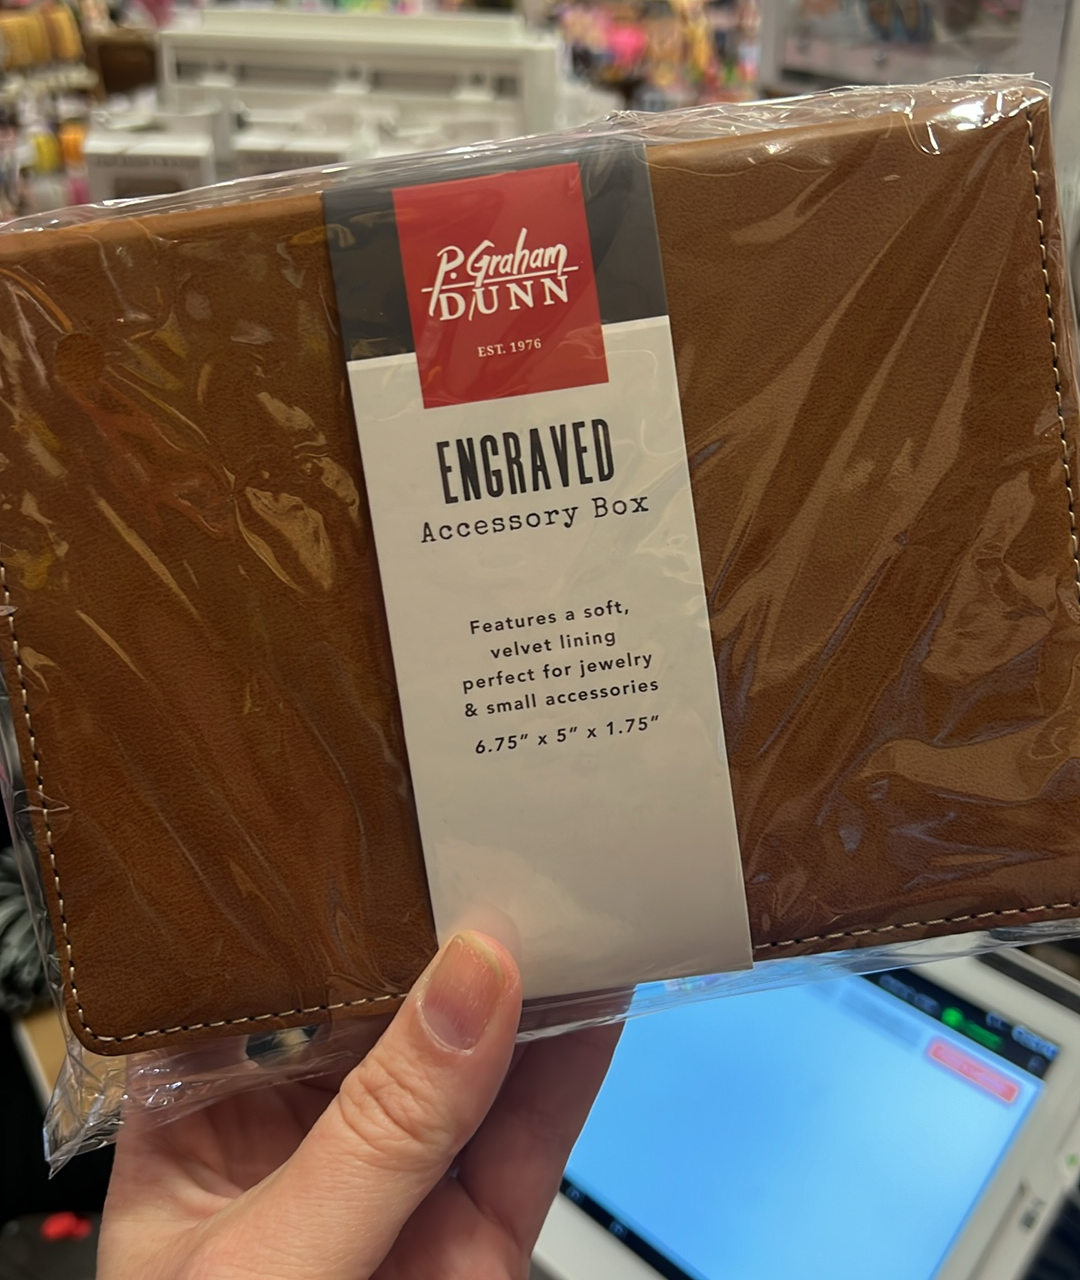 P. Graham
DUNN
EST. 1976
ENGRAVED
Accessory Box
Features a soft,
velvet lining
perfect for jewelry
& small accessories
6.75" x 5" x 1.75"